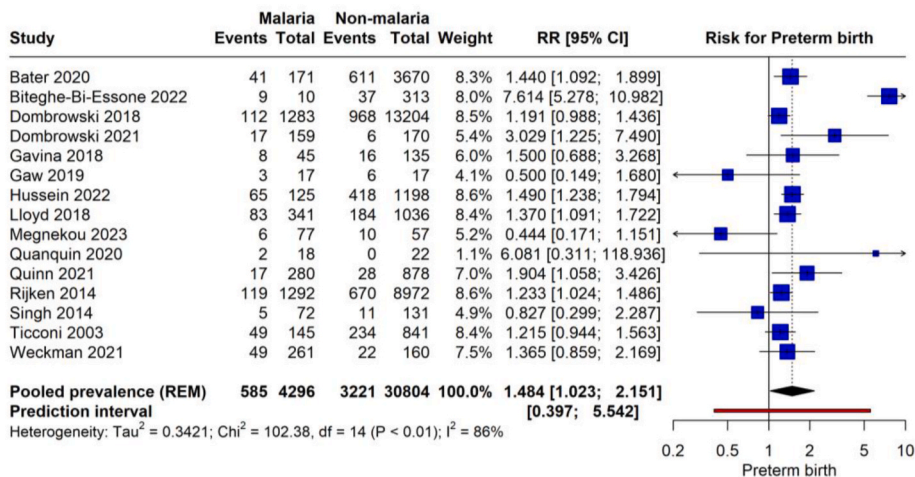 Malaria Non-malaria
Study Events Total Events Total Weight RR [95% CI] Risk for Preterm birth
Bater 2020 41 171 611 3670 8.3% 1.440 [1.092; 1.899]
Biteghe-Bi-Essone 2022 9 10 37 313 8.0% 7.614 [5.278; 10.982]
Dombrowski 2018 112 1283 968 13204 8.5% 1.191 [0.988; 1.436]
Dombrowski 2021 17 159 6 170 5.4% 3.029 [1.225; 7.490]
Gavina 2018 8 45 16 135 6.0% 1.500 [0.688; 3.268]
Gaw 2019 3 17 6 17 4.1% 0.500 [0.149; 1.680]
Hussein 2022 65 125 418 1198 8.6% 1.490 [1.238; 1.794]
Lloyd 2018 83 341 184 1036 8.4% 1.370 [1.091; 1.722]
Megnekou 2023 6 77 10 57 5.2% 0.444 [0.171; 1.151]
Quanquin 2020 2 18 0 22 1.1% 6.081 [0.311; 118.936]
Quinn 2021 17 280 28 878 6.9% 1.904 [1.058; 3.426]
Rijken 2014 119 1292 670 8972 8.6% 1.233 [1.024; 1.486]
Singh 2014 5 72 11 131 4.9% 0.827 [0.299; 2.287]
Ticconi 2003 49 145 234 841 8.4% 1.215 [0.944; 1.563]
Weckman 2021 49 261 22 160 7.5% 1.365 [0.859; 2.169]
Pooled prevalence (REM) 585 4296 3221 30804 100.0% 1.484 [1.023; 2.151]
Prediction interval [0.397; 5.542]
Heterogeneity: Tau² = 0.3421; Chi² = 102.38, df = 14 (P < 0.01); I² = 86%
0.2 0.5 1 2 5 10
Preterm birth